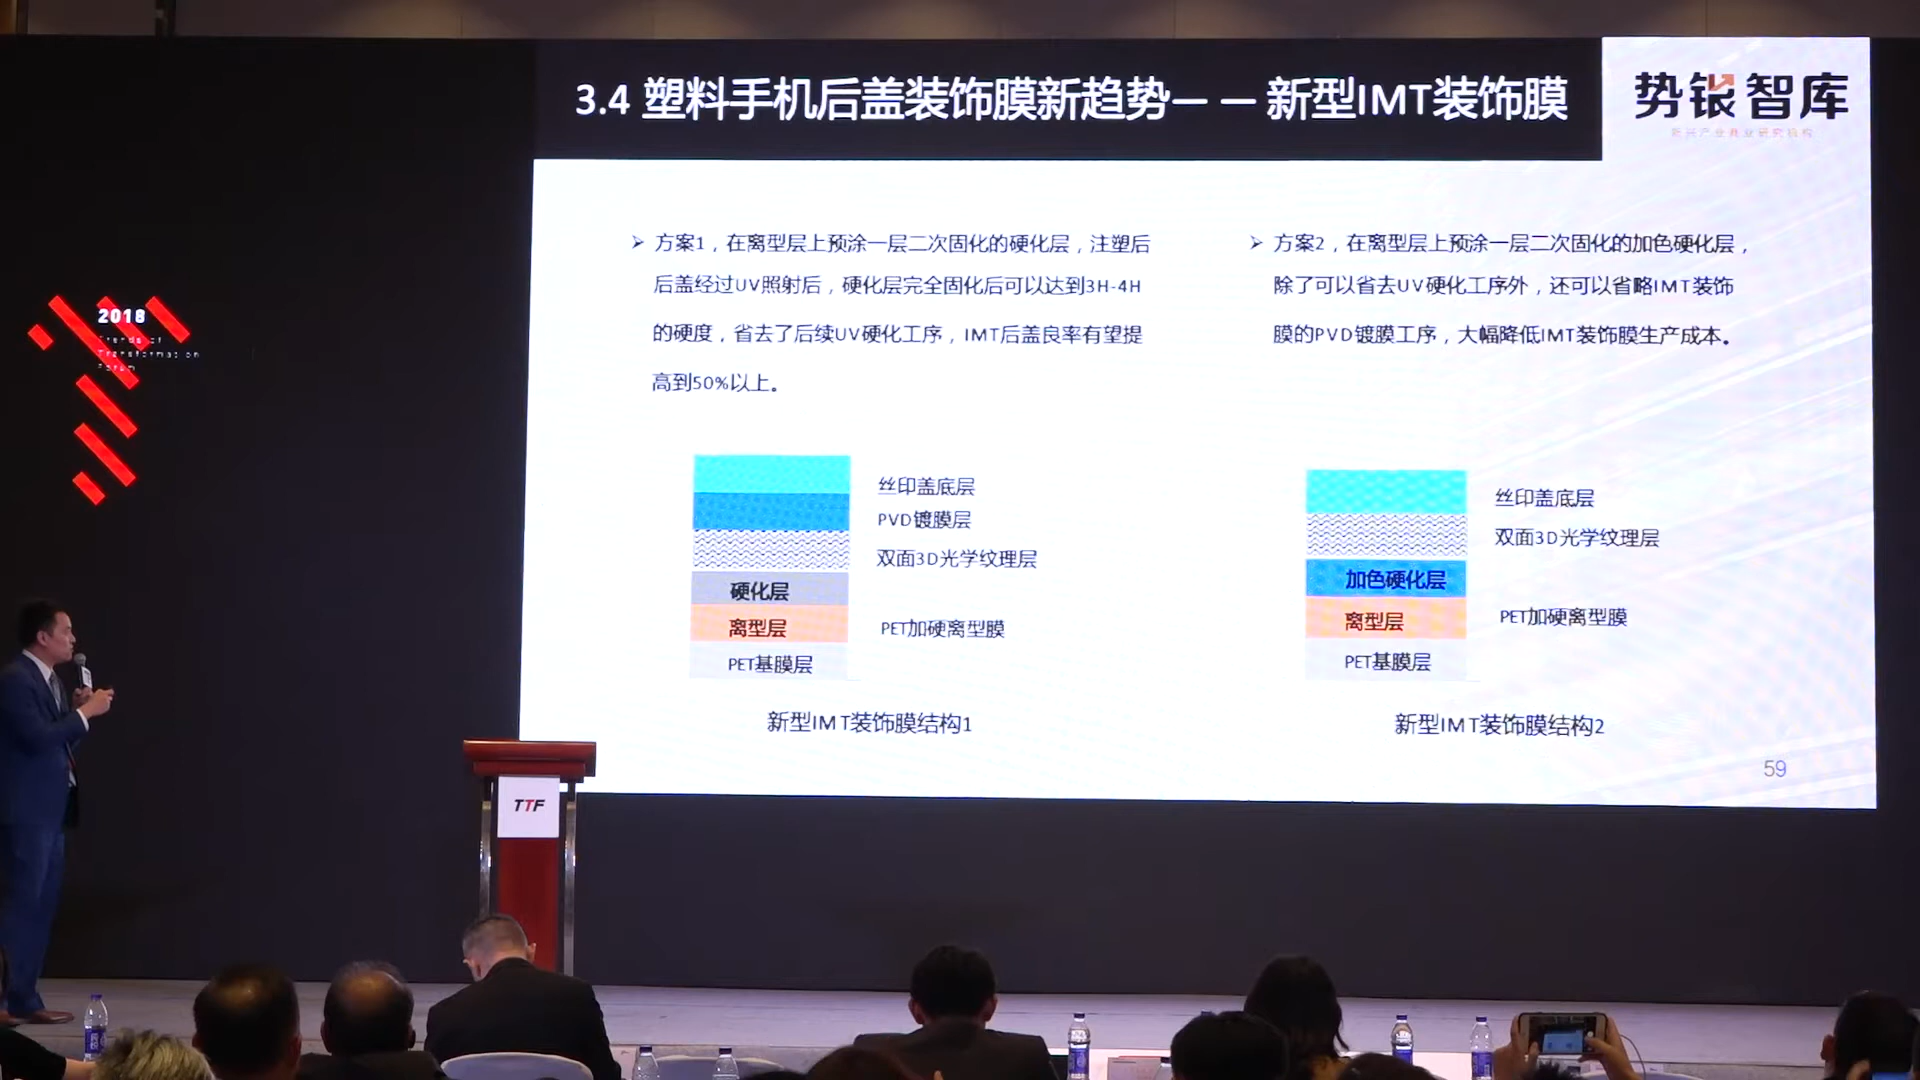 3.4 塑料手机后盖装饰膜新趋势— — 新型IMT装饰膜
势银智库
新兴产业商业研究机构
2018
Trends of
Transformation
Forum
方案1，在离型层上预涂一层二次固化的硬化层，注塑后
后盖经过UV照射后，硬化层完全固化后可以达到3H-4H
的硬度，省去了后续UV硬化工序，IMT后盖良率有望提
高到50%以上。
方案2，在离型层上预涂一层二次固化的加色硬化层，
除了可以省去UV硬化工序外，还可以省略IMT装饰
膜的PVD镀膜工序，大幅降低IMT装饰膜生产成本。
丝印盖底层
PVD镀膜层
双面3D光学纹理层
硬化层
离型层
PET加硬离型膜
PET基膜层
新型IMT装饰膜结构1
丝印盖底层
双面3D光学纹理层
加色硬化层
离型层
PET加硬离型膜
PET基膜层
新型IMT装饰膜结构2
59
TTF